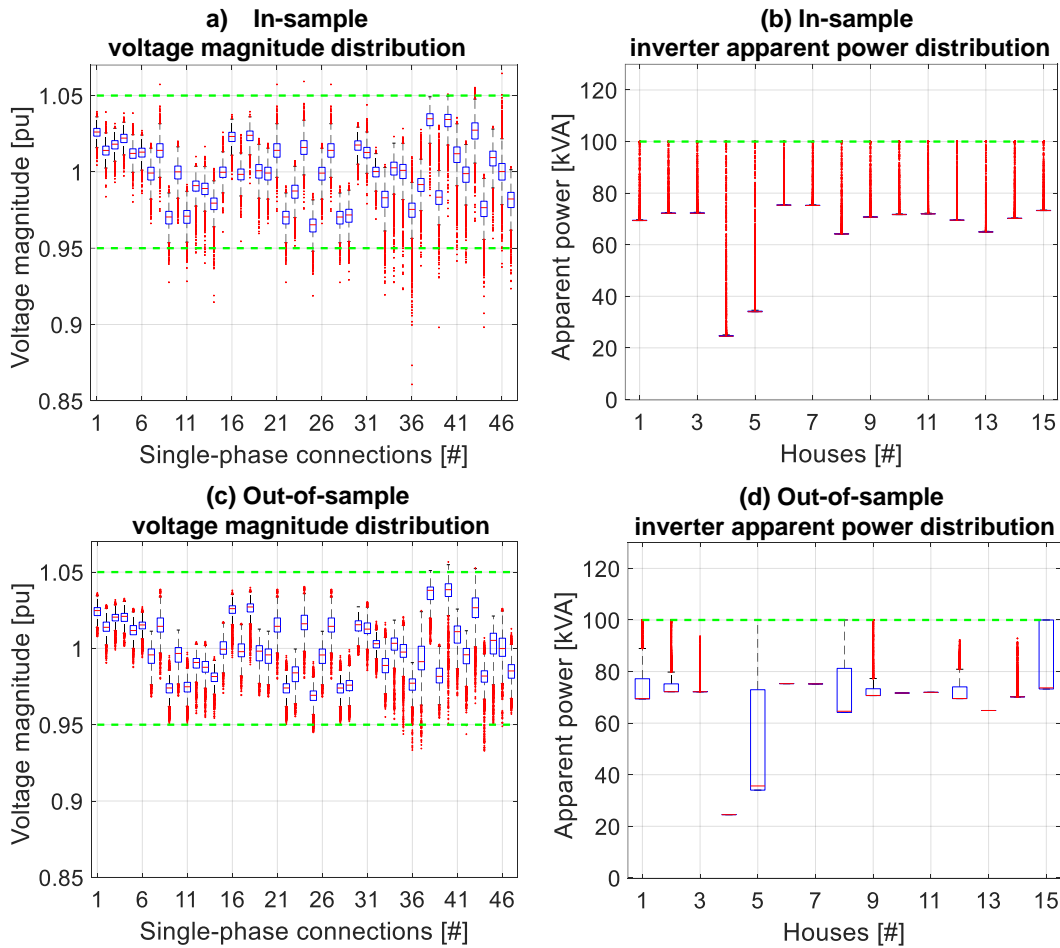 a) In-sample
voltage magnitude distribution
Voltage magnitude [pu]
1.05
1
0.95
0.9
0.85
1 6 11 16 21 26 31 36 41 46
Single-phase connections [#]
(b) In-sample
inverter apparent power distribution
Apparent power [kVA]
120
100
80
60
40
20
0
1 3 5 7 9 11 13 15
Houses [#]
(c) Out-of-sample
voltage magnitude distribution
Voltage magnitude [pu]
1.05
1
0.95
0.9
0.85
1 6 11 16 21 26 31 36 41 46
Single-phase connections [#]
(d) Out-of-sample
inverter apparent power distribution
Apparent power [kVA]
120
100
80
60
40
20
0
1 3 5 7 9 11 13 15
Houses [#]